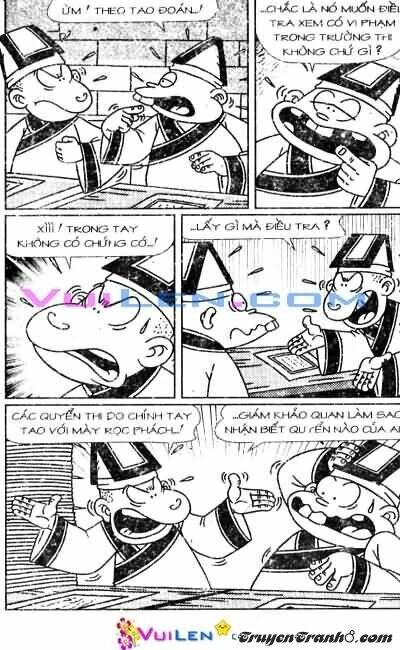 ỪM! THEO TAO ĐOÁN..!
..CHẮC LÀ NÓ MUỐN ĐIỀU
TRA XEM CÓ VI PHẠM
TRONG TRƯỜNG THI
KHÔNG CHỨ GÌ?
XÌÌÌ! TRONG TAY
KHÔNG CÓ CHỨNG CỚ..!
..LẤY GÌ MÀ ĐIỀU TRA?
VUILEN.COM
CÁC QUYỂN THI DO CHÍNH TAY
TAO VỚI MÀY RỌC PHÁCH..!
..GIÁM KHẢO QUAN LÀM SAO
NHẬN BIẾT QUYỂN NÀO CỦA AI
VUILEN
TruyenTranh8.com